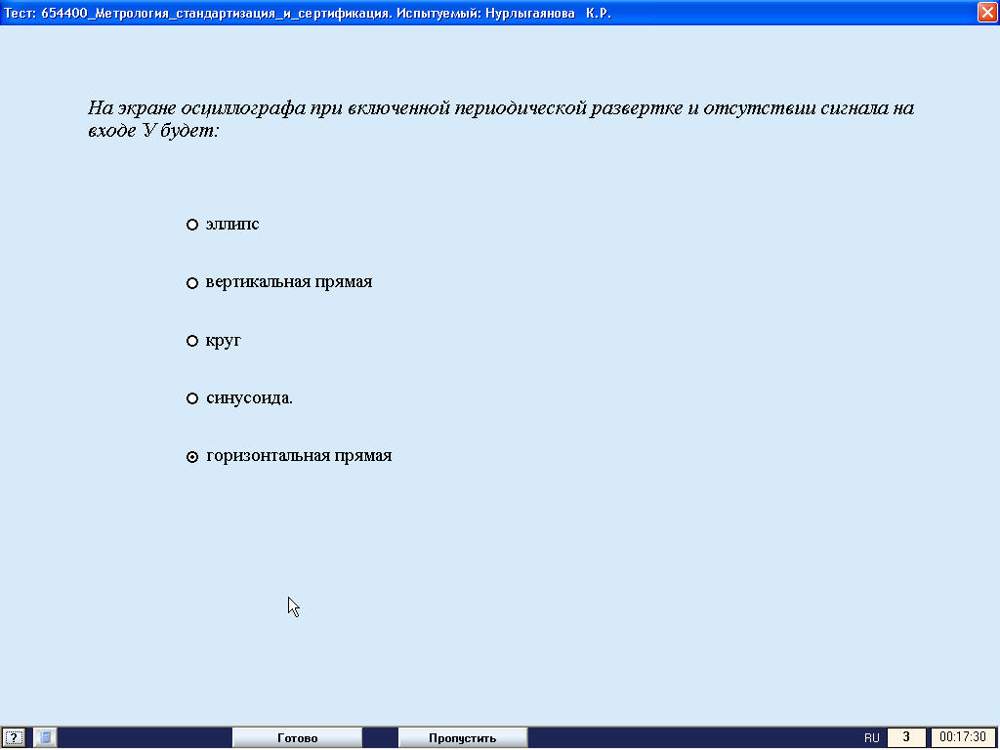 Тест: 654400_Метрология_стандартизация_и_сертификация. Испытуемый: Нурлыгаянова К.Р.
На экране осциллографа при включенной периодической развертке и отсутствии сигнала на
входе У будет:
эллипс
вертикальная прямая
круг
синусоида.
горизонтальная прямая
? Готово Пропустить RU 3 00:17:30